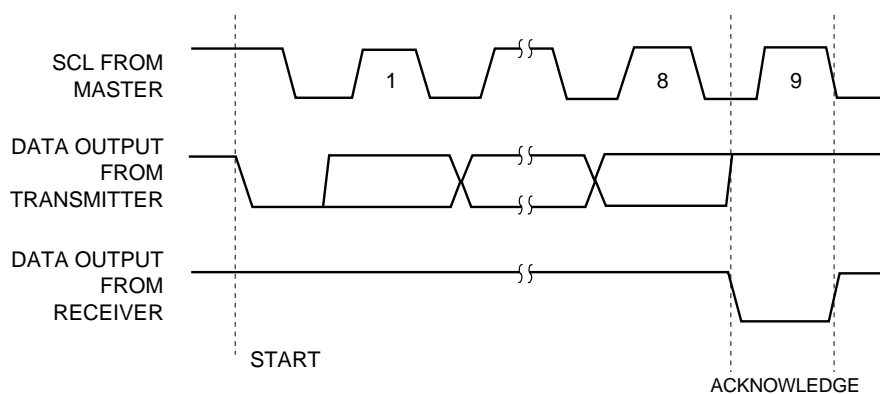 SCL FROM
MASTER
1
8
9
DATA OUTPUT
FROM
TRANSMITTER
DATA OUTPUT
FROM
RECEIVER
START
ACKNOWLEDGE